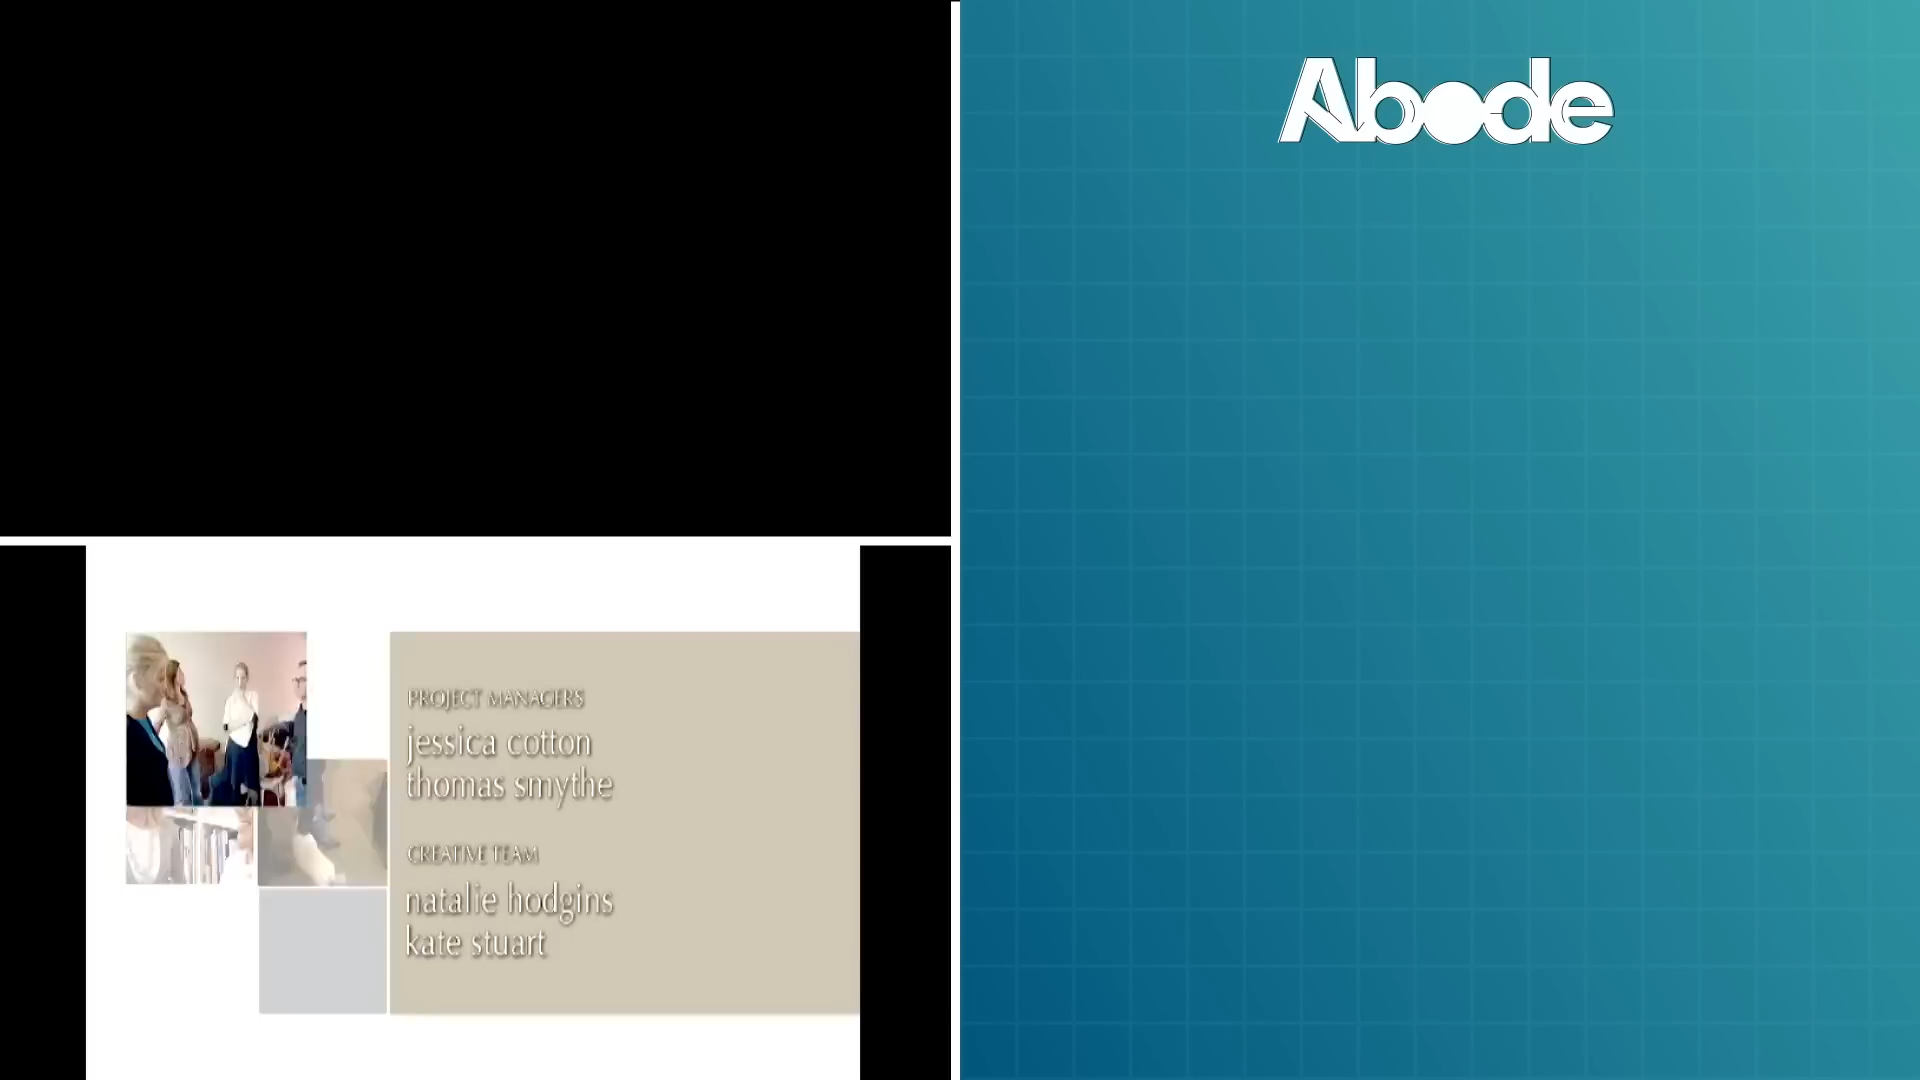 Abode
PROJECT MANAGERS
jessica cotton
thomas smythe
CREATIVE TEAM
natalie hodgins
kate stuart